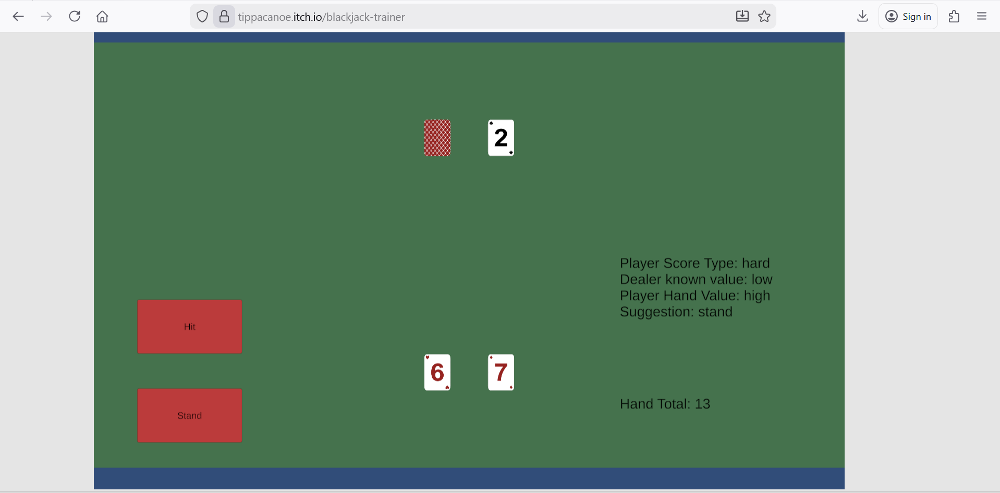 tippacanoe.itch.io/blackjack-trainer
Sign in
2
Player Score Type: hard
Dealer known value: low
Player Hand Value: high
Suggestion: stand
Hit
6 7
Hand Total: 13
Stand